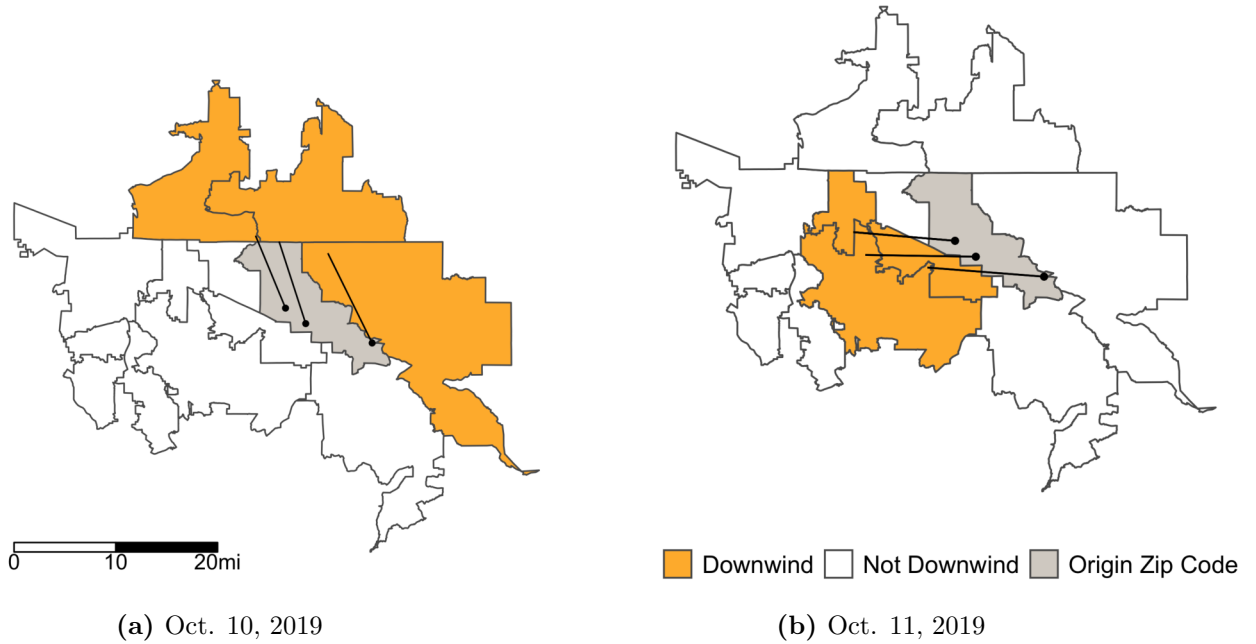 0 10 20mi
Downwind Not Downwind Origin Zip Code
(a) Oct. 10, 2019
(b) Oct. 11, 2019